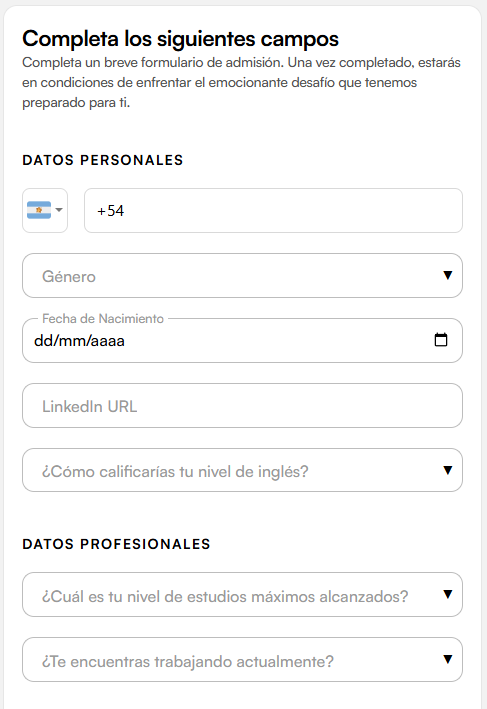 Completa los siguientes campos
Completa un breve formulario de admisión. Una vez completado, estarás
en condiciones de enfrentar el emocionante desafío que tenemos
preparado para ti.
DATOS PERSONALES
+54
Género
Fecha de Nacimiento
dd/mm/aaaa
LinkedIn URL
¿Cómo calificarías tu nivel de inglés?
DATOS PROFESIONALES
¿Cuál es tu nivel de estudios máximos alcanzados?
¿Te encuentras trabajando actualmente?